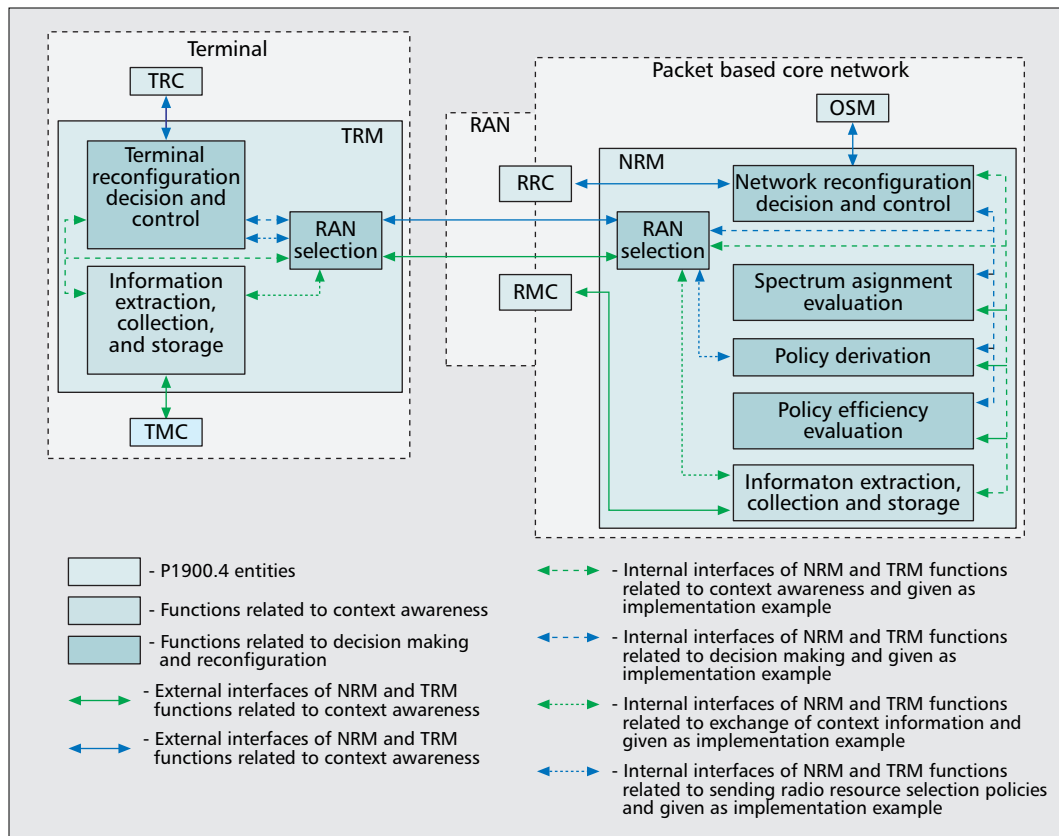 Terminal
TRC
TRM
Terminal
reconfiguration
decision and
control
RAN
selection
Information
extraction,
collection,
and storage
TMC
RAN
Packet based core network
OSM
RRC
NRM
Network reconfiguration
decision and control
RAN
selection
RMC
Spectrum asignment
evaluation
Policy derivation
Policy efficiency
evaluation
Informaton extraction,
collection and storage
- P1900.4 entities
- Functions related to context awareness
- Functions related to decision making
and reconfiguration
- External interfaces of NRM and TRM
functions related to context awareness
- External interfaces of NRM and TRM
functions related to context awareness
- Internal interfaces of NRM and TRM functions
related to context awareness and given as
implementation example
- Internal interfaces of NRM and TRM functions
related to decision making and given as
implementation example
- Internal interfaces of NRM and TRM functions
related to exchange of context information and
given as implementation example
- Internal interfaces of NRM and TRM functions
related to sending radio resource selection policies
and given as implementation example